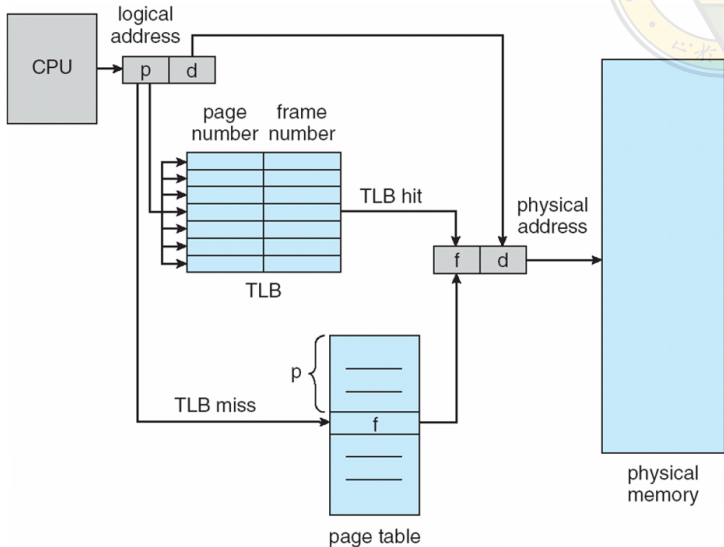 logical
address
CPU
p
d
page
number
frame
number
TLB hit
physical
address
f
d
TLB
p
TLB miss
f
physical
memory
page table